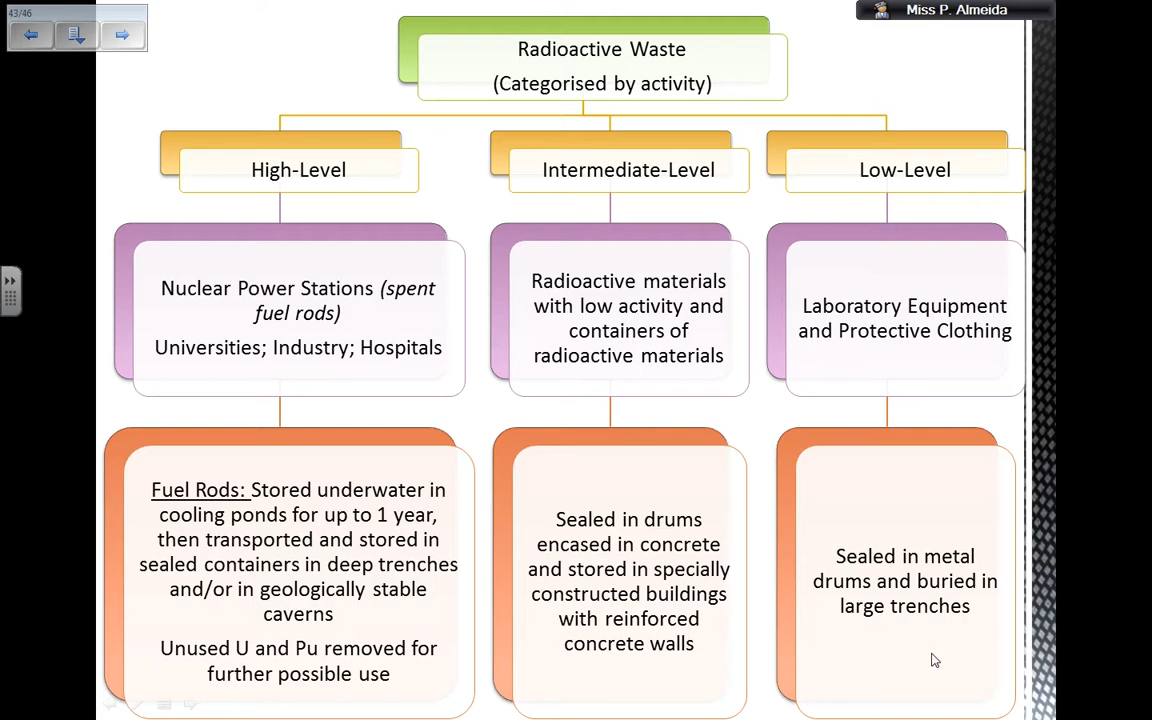 43/46
Miss P. Almeida
Radioactive Waste
(Categorised by activity)
High-Level
Intermediate-Level
Low-Level
Nuclear Power Stations (spent
fuel rods)
Universities; Industry; Hospitals
Radioactive materials
with low activity and
containers of
radioactive materials
Laboratory Equipment
and Protective Clothing
Fuel Rods: Stored underwater in
cooling ponds for up to 1 year,
then transported and stored in
sealed containers in deep trenches
and/or in geologically stable
caverns
Unused U and Pu removed for
further possible use
Sealed in drums
encased in concrete
and stored in specially
constructed buildings
with reinforced
concrete walls
Sealed in metal
drums and buried in
large trenches